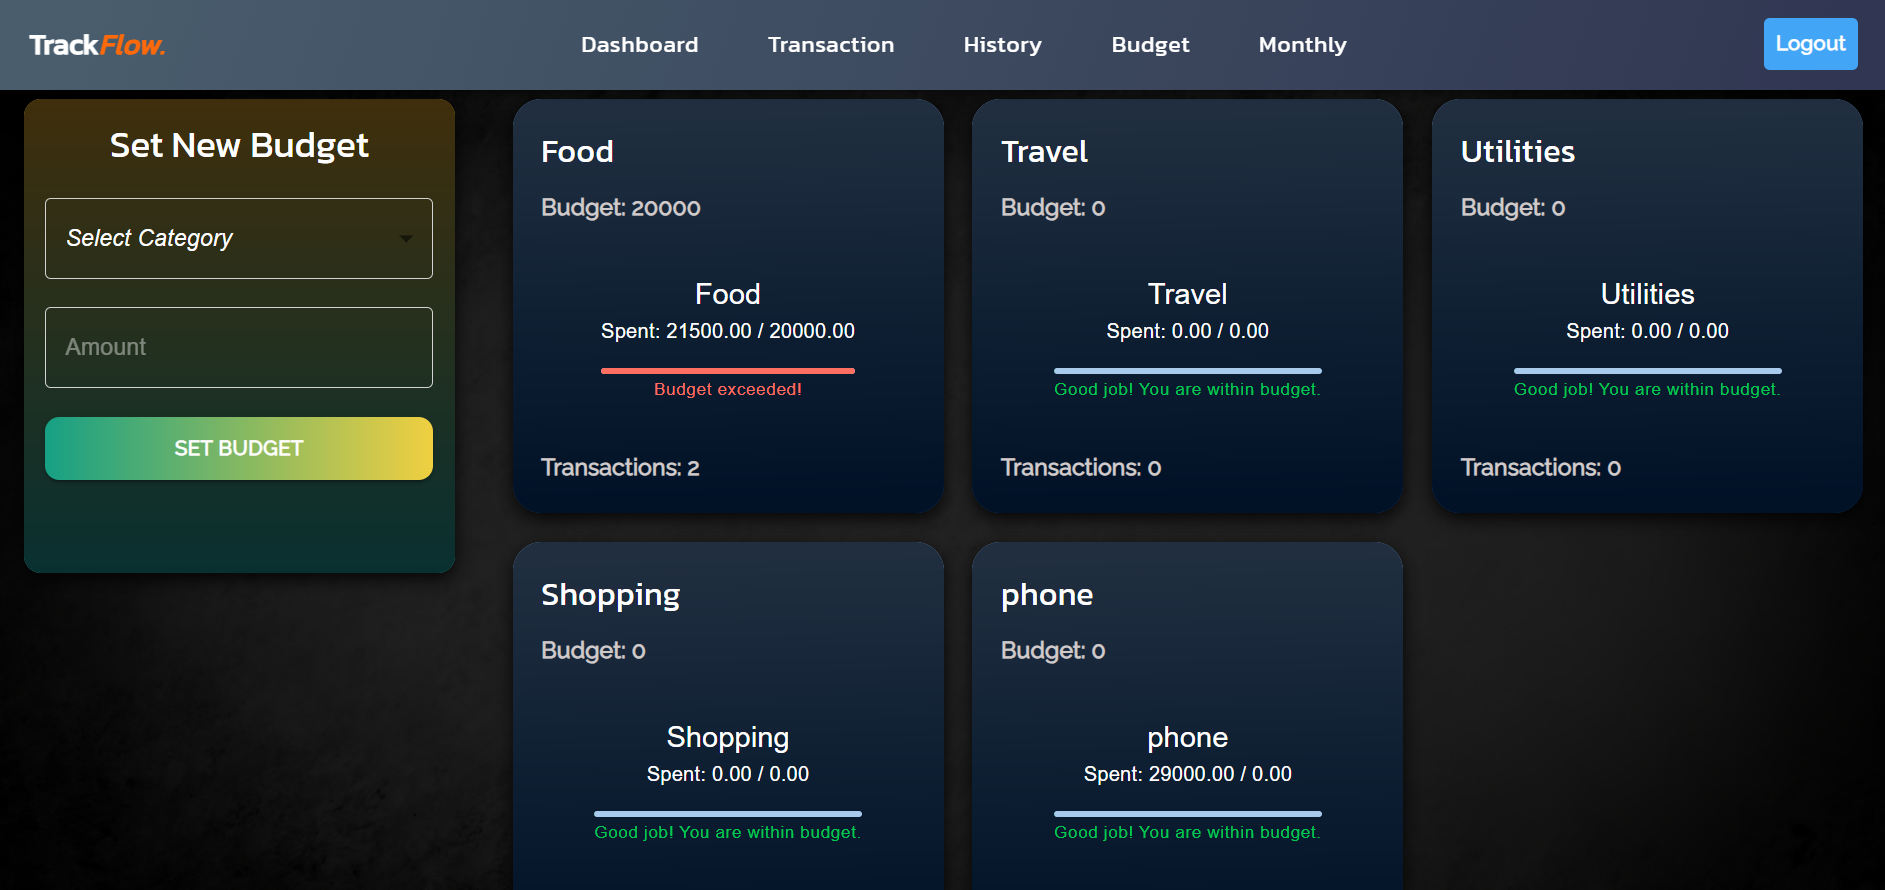 TrackFlow.
Dashboard
Transaction
History
Budget
Monthly
Logout
Set New Budget
Select Category
Amount
SET BUDGET
Food
Budget: 20000
Food
Spent: 21500.00 / 20000.00
Budget exceeded!
Transactions: 2
Travel
Budget: 0
Travel
Spent: 0.00 / 0.00
Good job! You are within budget.
Transactions: 0
Utilities
Budget: 0
Utilities
Spent: 0.00 / 0.00
Good job! You are within budget.
Transactions: 0
Shopping
Budget: 0
Shopping
Spent: 0.00 / 0.00
Good job! You are within budget.
phone
Budget: 0
phone
Spent: 29000.00 / 0.00
Good job! You are within budget.